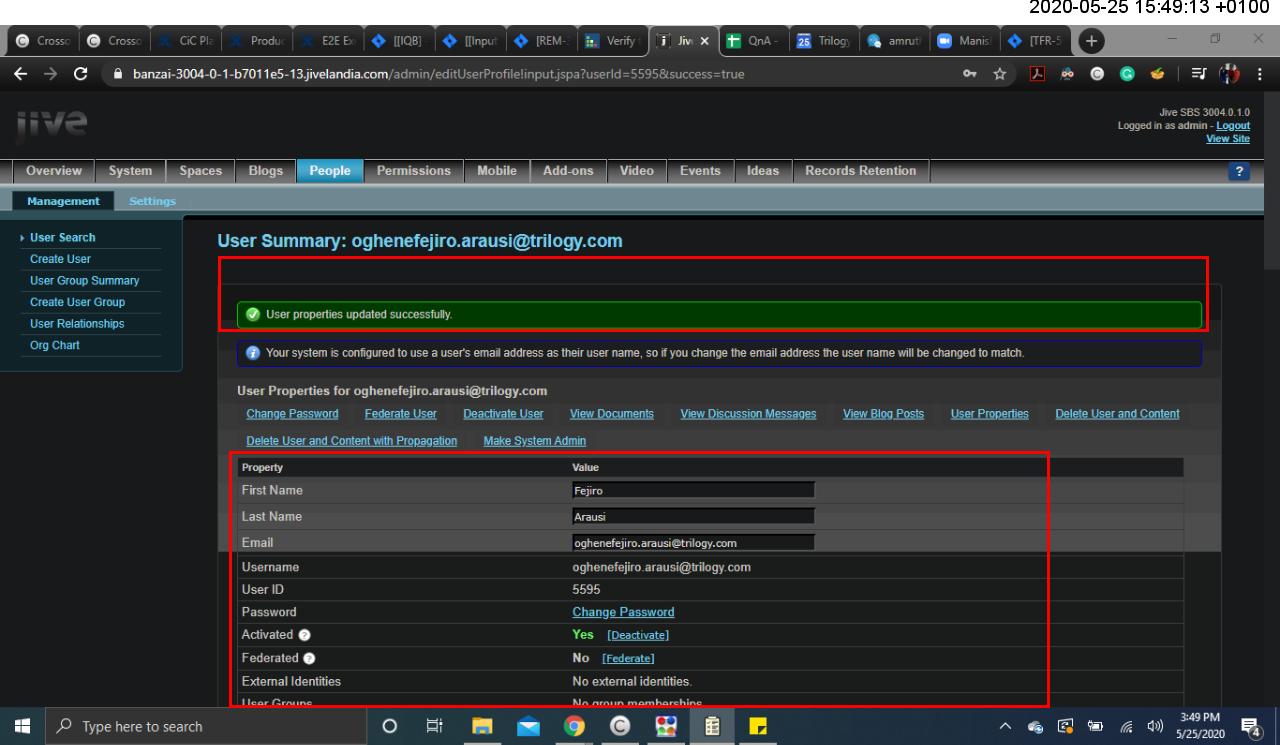 2020-05-25 15:49:13 +0100
Crosso Crosso CiC Pla Produc E2E Ex [[IQB] [[Input [REM- Verify Jiv QnA - Trilogy amruth Manis [TFR-5
banzai-3004-0-1-b7011e5-13.jivelandia.com/admin/editUserProfile!input.jspa?userId=5595&success=true
jive
Jive SBS 3004.0.1.0
Logged in as admin - Logout
View Site
Overview System Spaces Blogs People Permissions Mobile Add-ons Video Events Ideas Records Retention ?
Management Settings
User Search
Create User
User Group Summary
Create User Group
User Relationships
Org Chart
User Summary: oghenefejiro.arausi@trilogy.com
User properties updated successfully.
Your system is configured to use a user's email address as their user name, so if you change the email address the user name will be changed to match.
User Properties for oghenefejiro.arausi@trilogy.com
Change Password Federate User Deactivate User View Documents View Discussion Messages View Blog Posts User Properties Delete User and Content
Delete User and Content with Propagation Make System Admin
Property Value
First Name Fejiro
Last Name Arausi
Email oghenefejiro.arausi@trilogy.com
Username oghenefejiro.arausi@trilogy.com
User ID 5595
Password Change Password
Activated ? Yes [Deactivate]
Federated ? No [Federate]
External Identities No external identities.
User Groups No group memberships
Type here to search
3:49 PM
5/25/2020
4